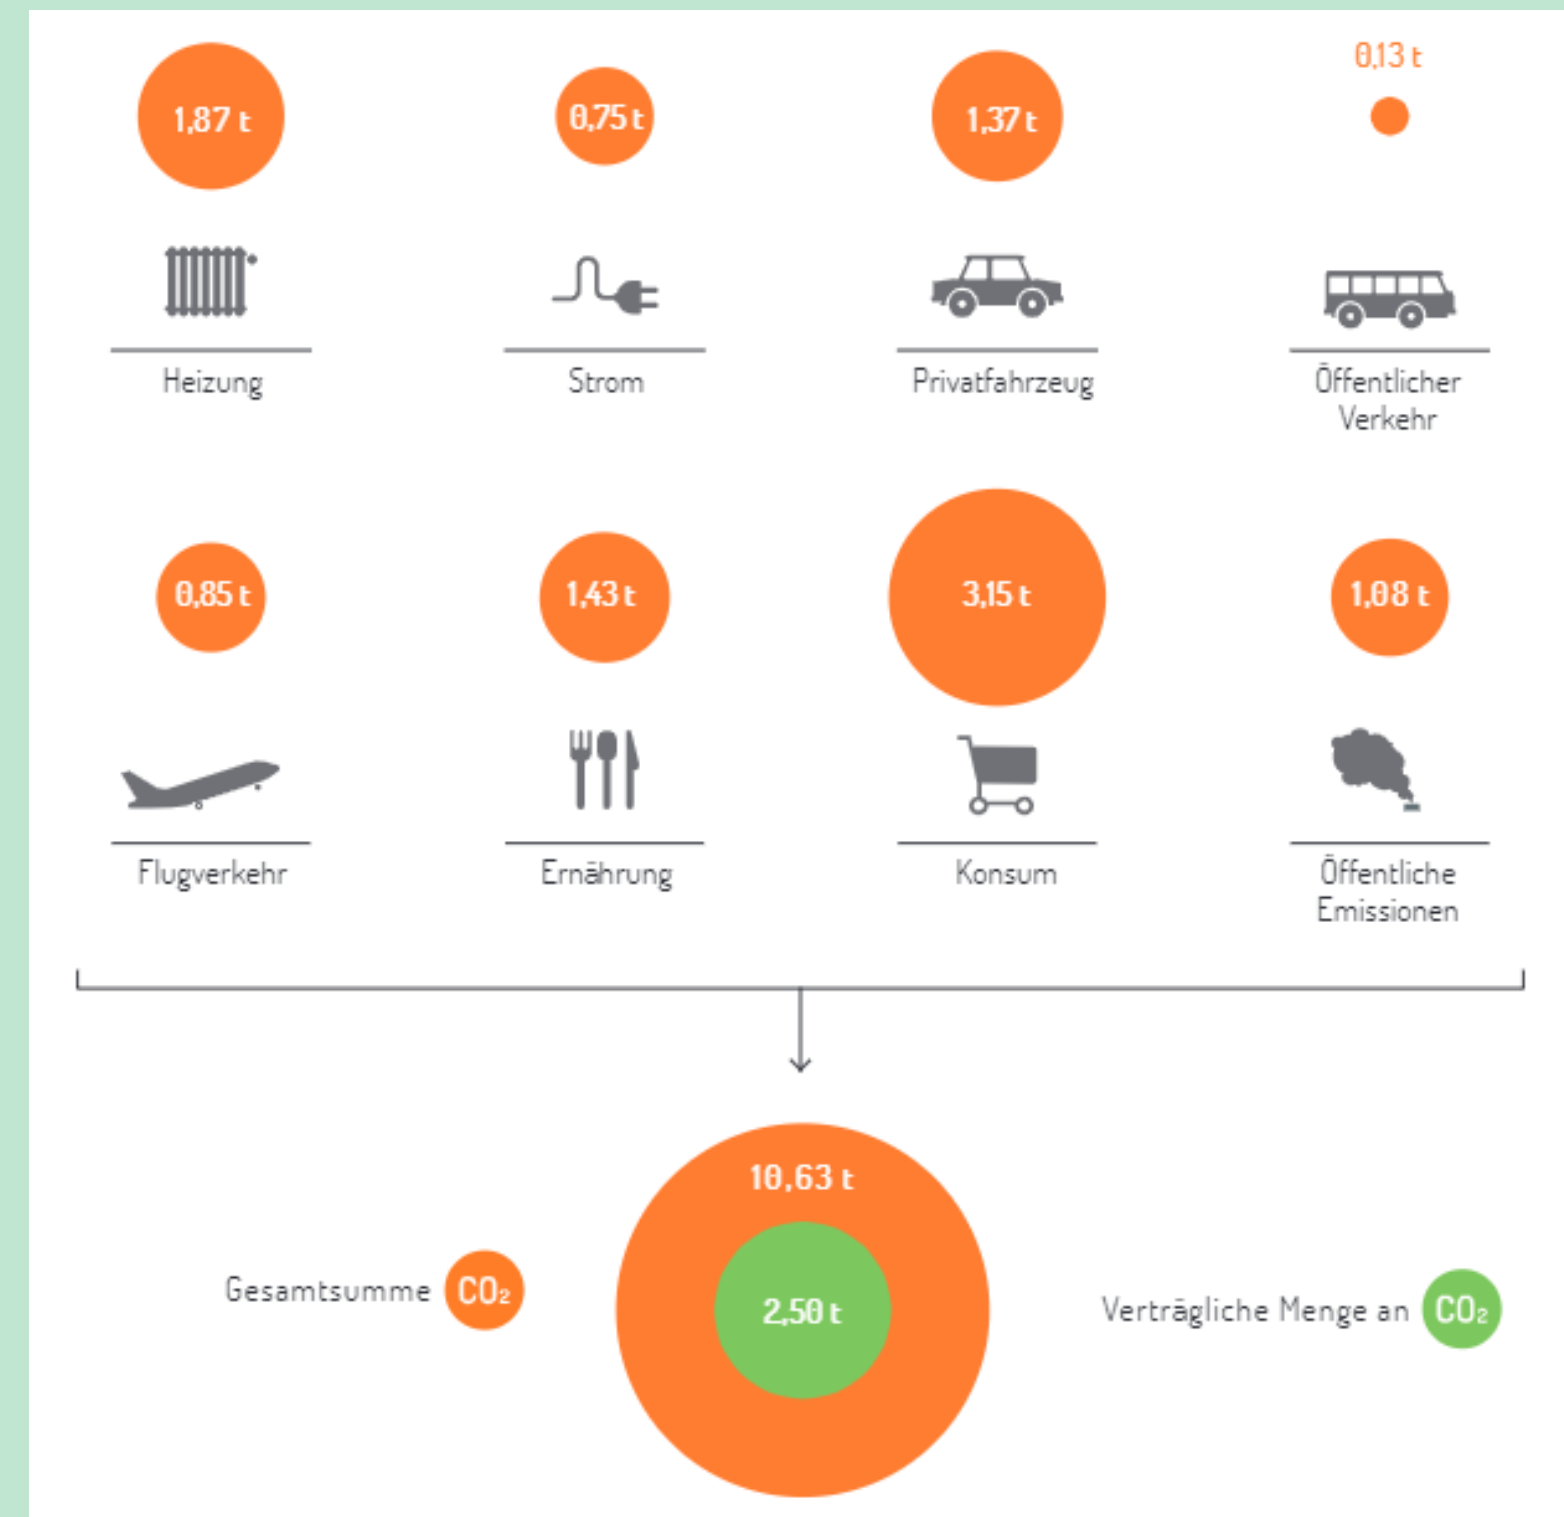 1,87 t
0,75 t
1,37 t
0,13 t
Heizung
Strom
Privatfahrzeug
Öffentlicher
Verkehr
0,85 t
1,43 t
3,15 t
1,08 t
Flugverkehr
Ernährung
Konsum
Öffentliche
Emissionen
10,63 t
2,50 t
Gesamtsumme CO₂
Verträgliche Menge an CO₂